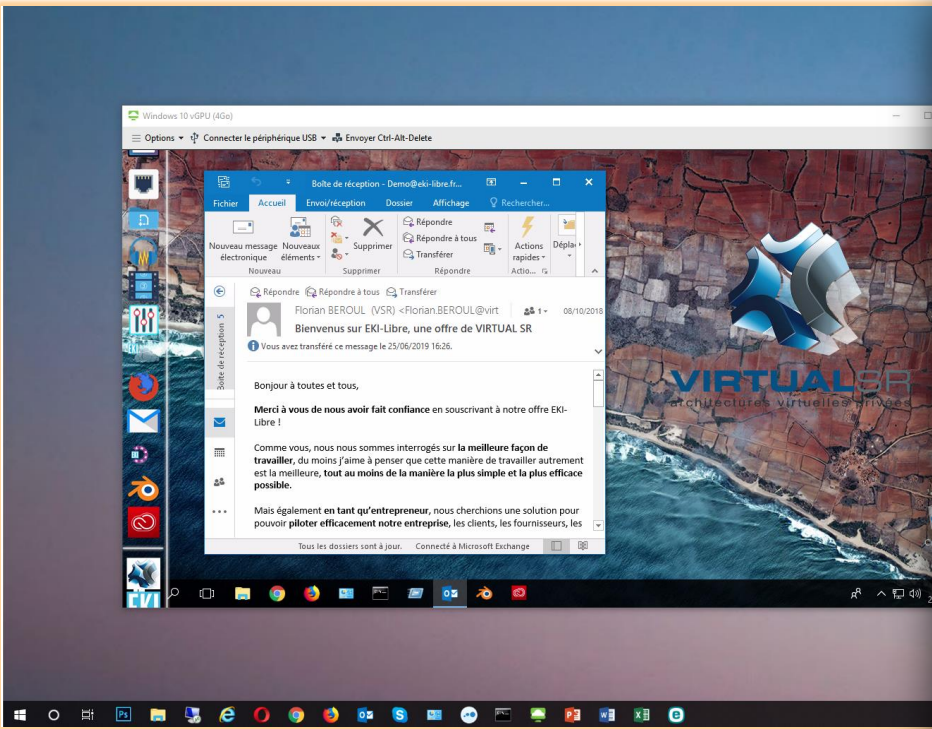 Windows 10 vGPU (4Go)
Options Connecter le périphérique USB Envoyer Ctrl-Alt-Delete
Boîte de réception - Demo@eki-libre.fr...
Fichier Accueil Envoi/réception Dossier Affichage Rechercher...
Nouveau message
électronique
Nouveaux
éléments
Supprimer
Répondre
Répondre à tous
Transférer
Actions
rapides
Déplac
Nouveau Supprimer Répondre Actio...
Répondre Répondre à tous Transférer
Florian BEROUL (VSR) <Florian.BEROUL@virt 1 08/10/2018
Bienvenus sur EKI-Libre, une offre de VIRTUAL SR
Vous avez transféré ce message le 25/06/2019 16:26.
Boîte de réception 5
Bonjour à toutes et tous,
Merci à vous de nous avoir fait confiance en souscrivant à notre offre EKI-
Libre !
Comme vous, nous nous sommes interrogés sur la meilleure façon de
travailler, du moins j'aime à penser que cette manière de travailler autrement
est la meilleure, tout au moins de la manière la plus simple et la plus efficace
possible.
Mais également en tant qu'entrepreneur, nous cherchions une solution pour
pouvoir piloter efficacement notre entreprise, les clients, les fournisseurs, les
Tous les dossiers sont à jour. Connecté à Microsoft Exchange
VIRTUALSR
architectures virtuelles privées
EKI
Ps